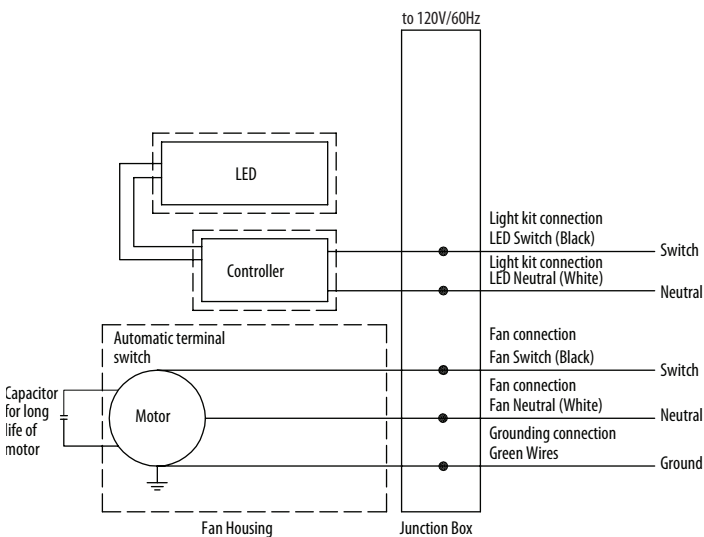 to 120V/60Hz
LED
Light kit connection
LED Switch (Black)
Switch
Controller
Light kit connection
LED Neutral (White)
Neutral
Automatic terminal
switch
Fan connection
Fan Switch (Black)
Switch
Capacitor
for long
life of
motor
Motor
Fan connection
Fan Neutral (White)
Neutral
Grounding connection
Green Wires
Ground
Fan Housing
Junction Box